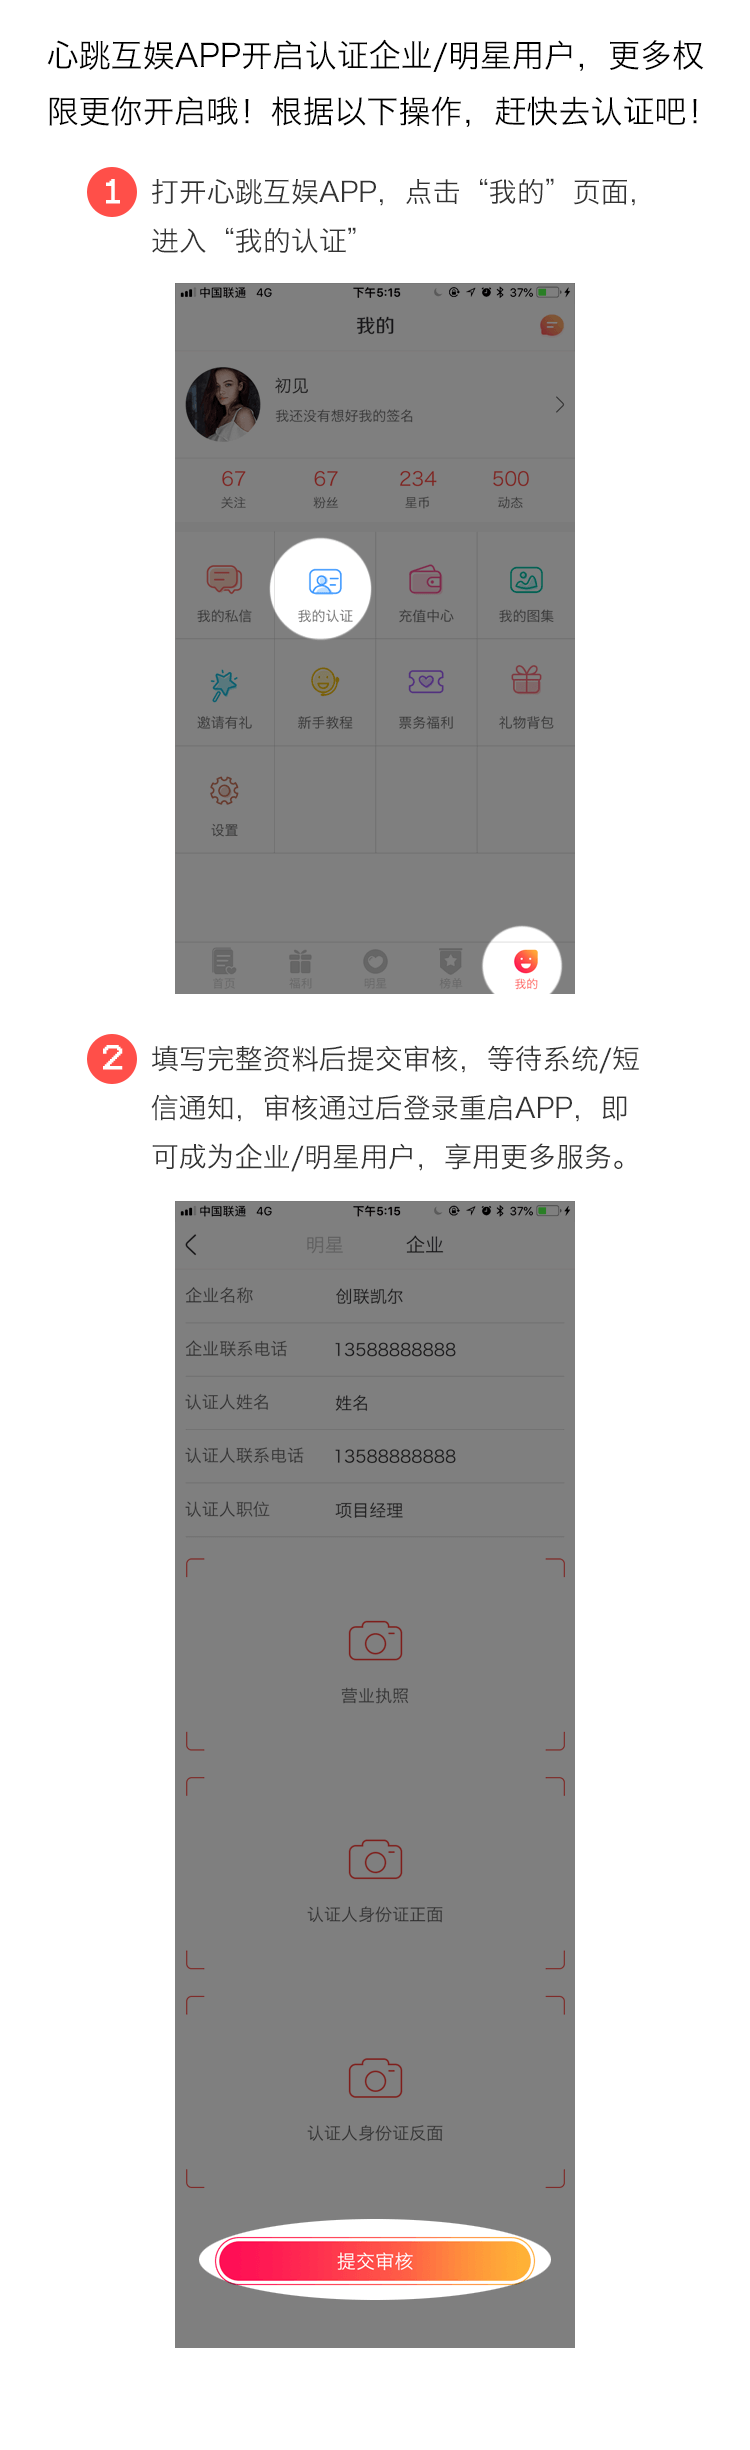 心跳互娱APP开启认证企业/明星用户，更多权
限更你开启哦！根据以下操作，赶快去认证吧！
1 打开心跳互娱APP，点击“我的”页面，
进入“我的认证”
中国联通 4G 下午5:15 37%
我的
初见
我还没有想好我的签名
67 67 234 500
关注 粉丝 星币 动态
我的私信 我的认证 充值中心 我的图集
邀请有礼 新手教程 票务福利 礼物背包
设置
首页 福利 明星 榜单 我的
2 填写完整资料后提交审核，等待系统/短
信通知，审核通过后登录重启APP，即
可成为企业/明星用户，享用更多服务。
中国联通 4G 下午5:15 37%
明星 企业
企业名称 创联凯尔
企业联系电话 13588888888
认证人姓名 姓名
认证人联系电话 13588888888
认证人职位 项目经理
营业执照
认证人身份证正面
认证人身份证反面
提交审核